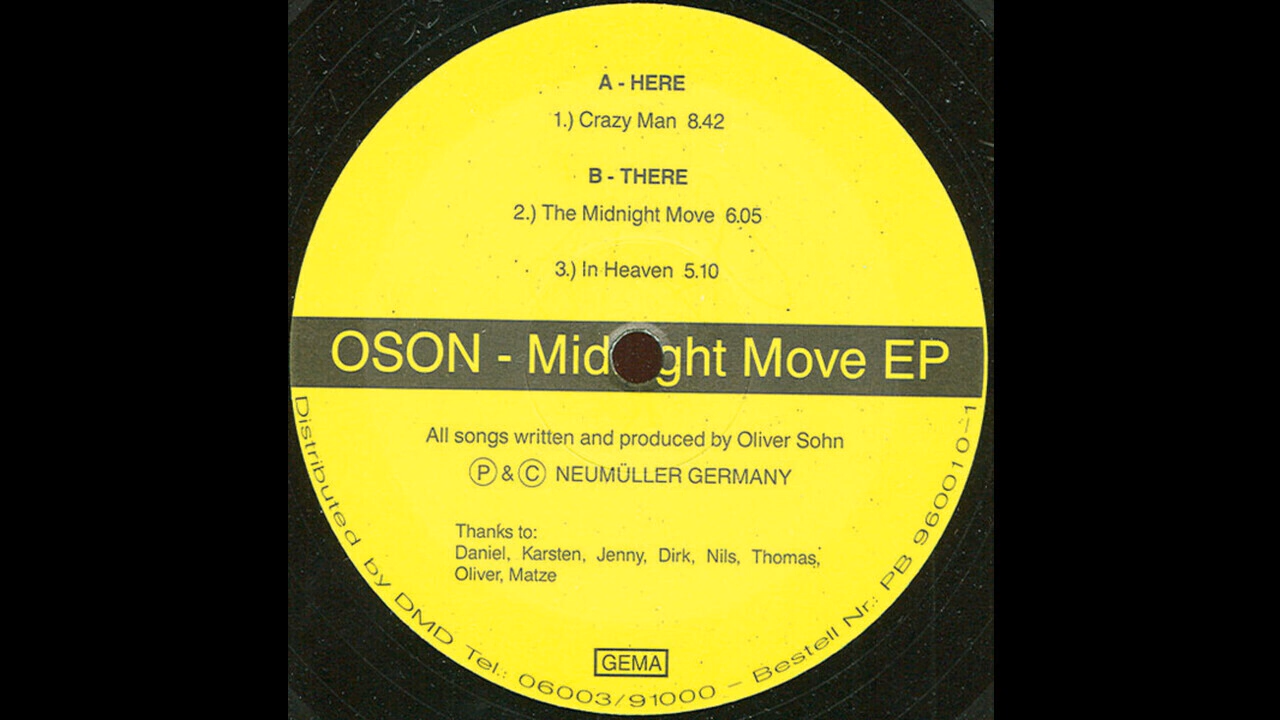 A - HERE
1.) Crazy Man 8.42
B - THERE
2.) The Midnight Move 6.05
3.) In Heaven 5.10
OSON - Midnight Move EP
All songs written and produced by Oliver Sohn
Ⓟ & Ⓒ NEUMÜLLER GERMANY
Thanks to:
Daniel, Karsten, Jenny, Dirk, Nils, Thomas,
Oliver, Matze
GEMA
Distributed by DMD Tel.: 06003/91000 – Bestell Nr.: PB 960010-1